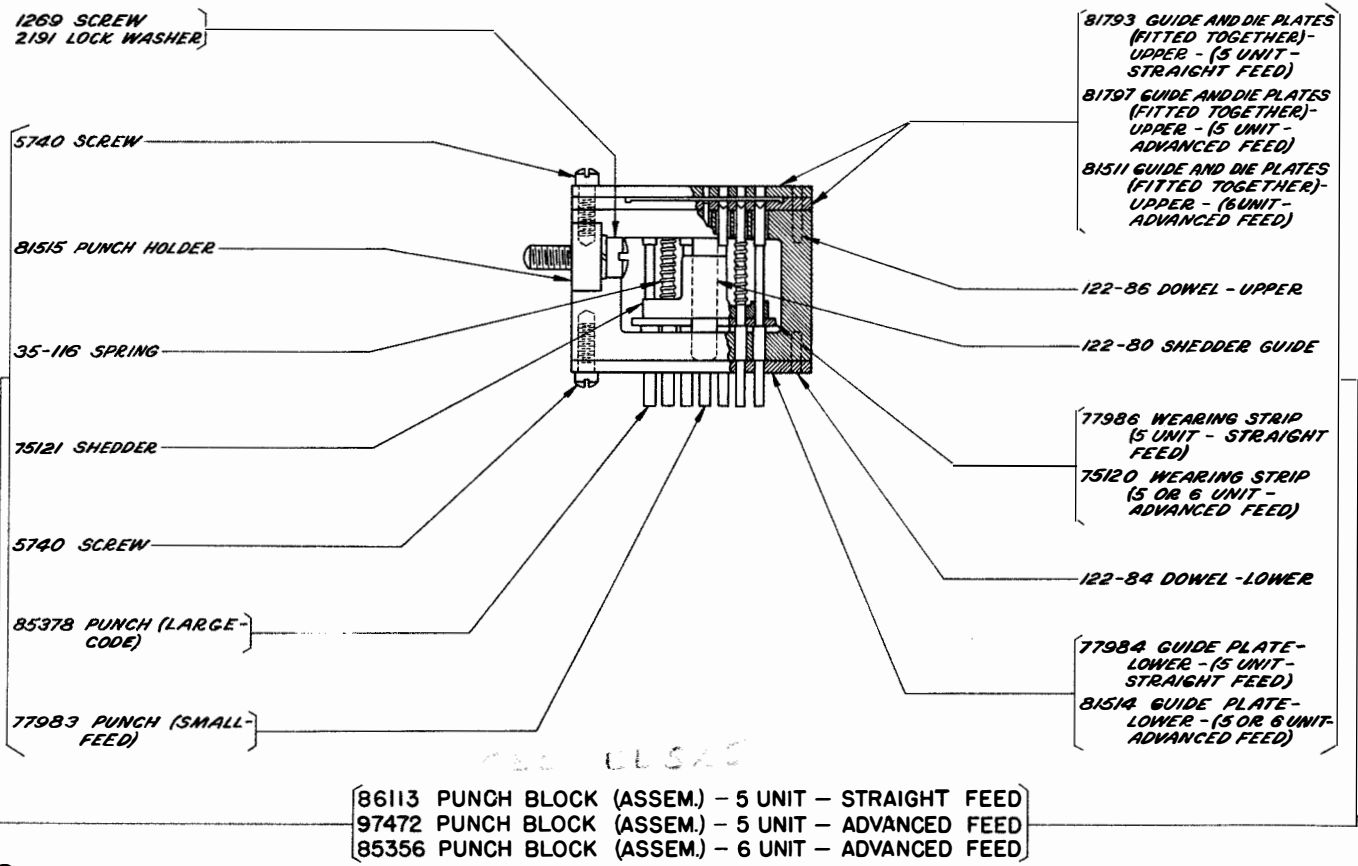 1269 SCREW
2191 LOCK WASHER
5740 SCREW
81515 PUNCH HOLDER
35-116 SPRING
75121 SHEDDER
5740 SCREW
85378 PUNCH (LARGE-
CODE)
77983 PUNCH (SMALL-
FEED)
81793 GUIDE AND DIE PLATES
(FITTED TOGETHER)-
UPPER - (5 UNIT-
STRAIGHT FEED)
81797 GUIDE AND DIE PLATES
(FITTED TOGETHER)-
UPPER - (5 UNIT-
ADVANCED FEED)
81511 GUIDE AND DIE PLATES
(FITTED TOGETHER)-
UPPER - (6 UNIT-
ADVANCED FEED)
122-86 DOWEL - UPPER
122-80 SHEDDER GUIDE
77986 WEARING STRIP
(5 UNIT - STRAIGHT
FEED)
75120 WEARING STRIP
(5 OR 6 UNIT-
ADVANCED FEED)
122-84 DOWEL - LOWER
77984 GUIDE PLATE-
LOWER - (5 UNIT-
STRAIGHT FEED)
81514 GUIDE PLATE-
LOWER - (5 OR 6 UNIT-
ADVANCED FEED)
86113 PUNCH BLOCK (ASSEM.) - 5 UNIT - STRAIGHT FEED
97472 PUNCH BLOCK (ASSEM.) - 5 UNIT - ADVANCED FEED
85356 PUNCH BLOCK (ASSEM.) - 6 UNIT - ADVANCED FEED